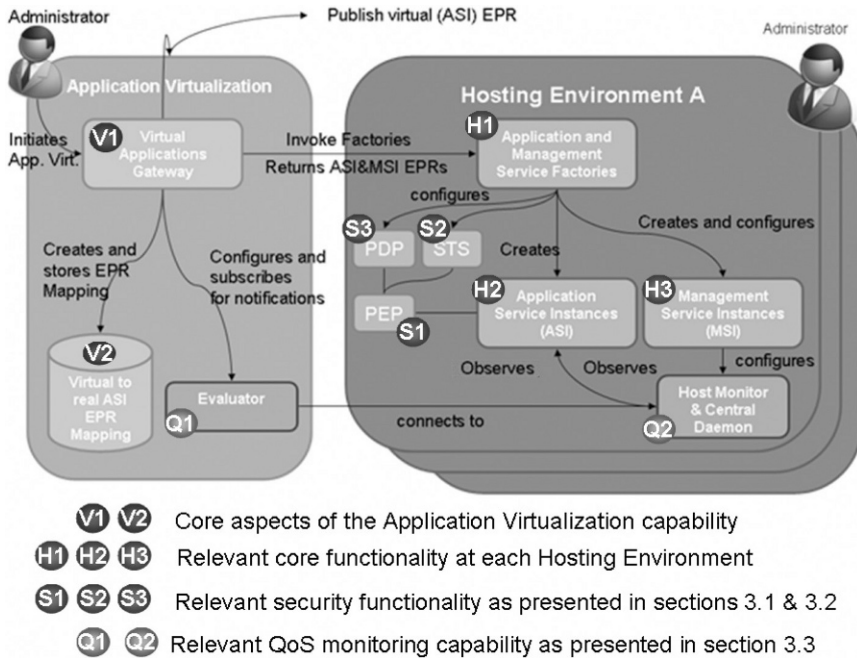 Administrator
Publish virtual (ASI) EPR
Administrator
Application Virtualization
Hosting Environment A
V1
Virtual
Applications
Gateway
Initiates
App. Virt.
Invoke Factories
Returns ASI&MSI EPRs
H1
Application and
Management
Service Factories
configures
S3
PDP
S2
STS
Creates
Creates and configures
Creates and
stores EPR
Mapping
Configures and
subscribes
for notifications
PEP
S1
H2
Application
Service Instances
(ASI)
H3
Management
Service Instances
(MSI)
V2
Virtual to
real ASI
EPR
Mapping
Evaluator
Q1
Observes
Observes
configures
connects to
Host Monitor
& Central
Daemon
Q2
V1 V2 Core aspects of the Application Virtualization capability
H1 H2 H3 Relevant core functionality at each Hosting Environment
S1 S2 S3 Relevant security functionality as presented in sections 3.1 & 3.2
Q1 Q2 Relevant QoS monitoring capability as presented in section 3.3